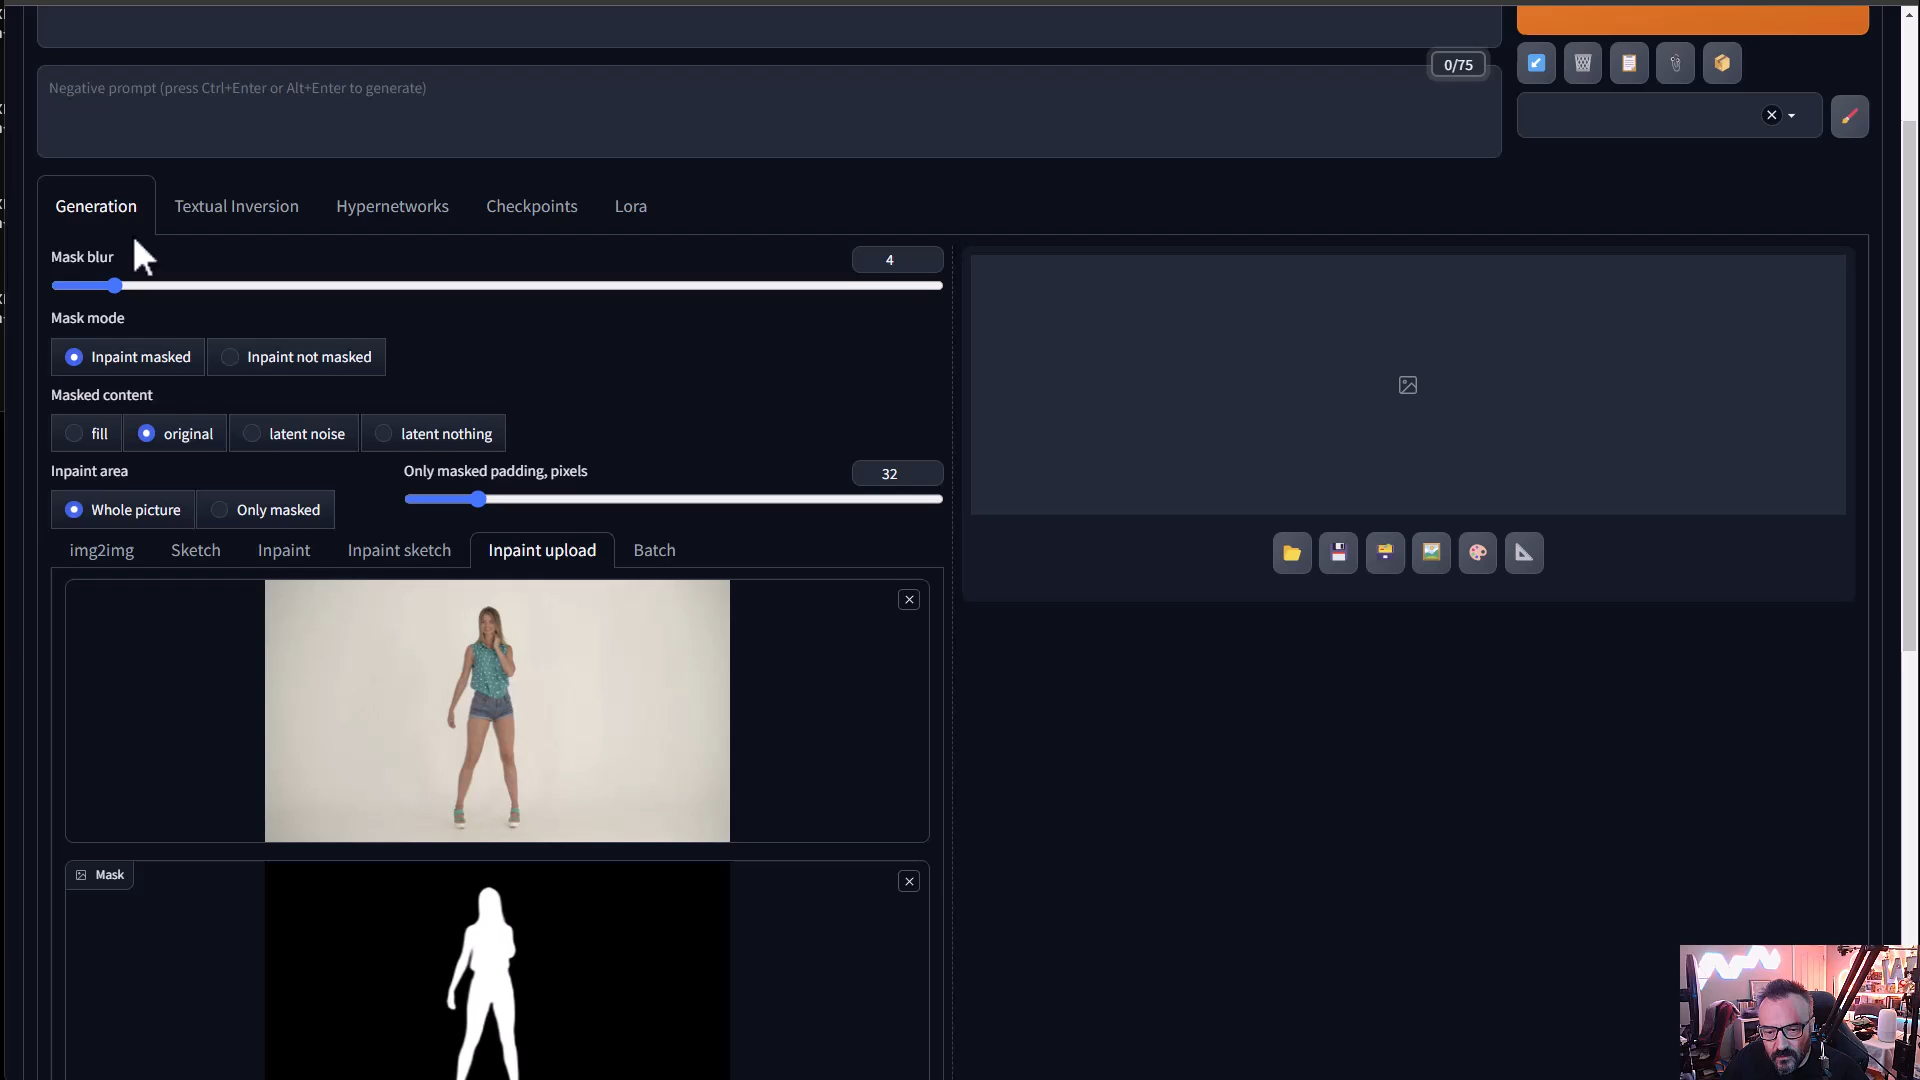 0/75
Negative prompt (press Ctrl+Enter or Alt+Enter to generate)
Generation Textual Inversion Hypernetworks Checkpoints Lora
Mask blur
4
Mask mode
Inpaint masked Inpaint not masked
Masked content
fill original latent noise latent nothing
Inpaint area Only masked padding, pixels
32
Whole picture Only masked
img2img Sketch Inpaint Inpaint sketch Inpaint upload Batch
Mask